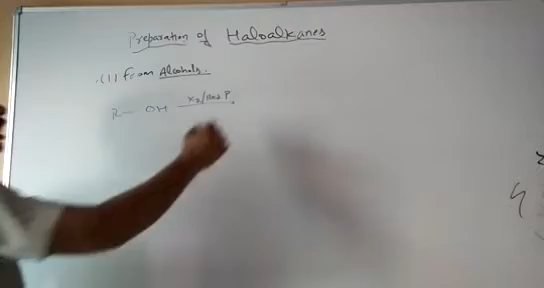 Preparation of Haloalkanes
(1) From Alcohols.
R — OH X₂/Red.P